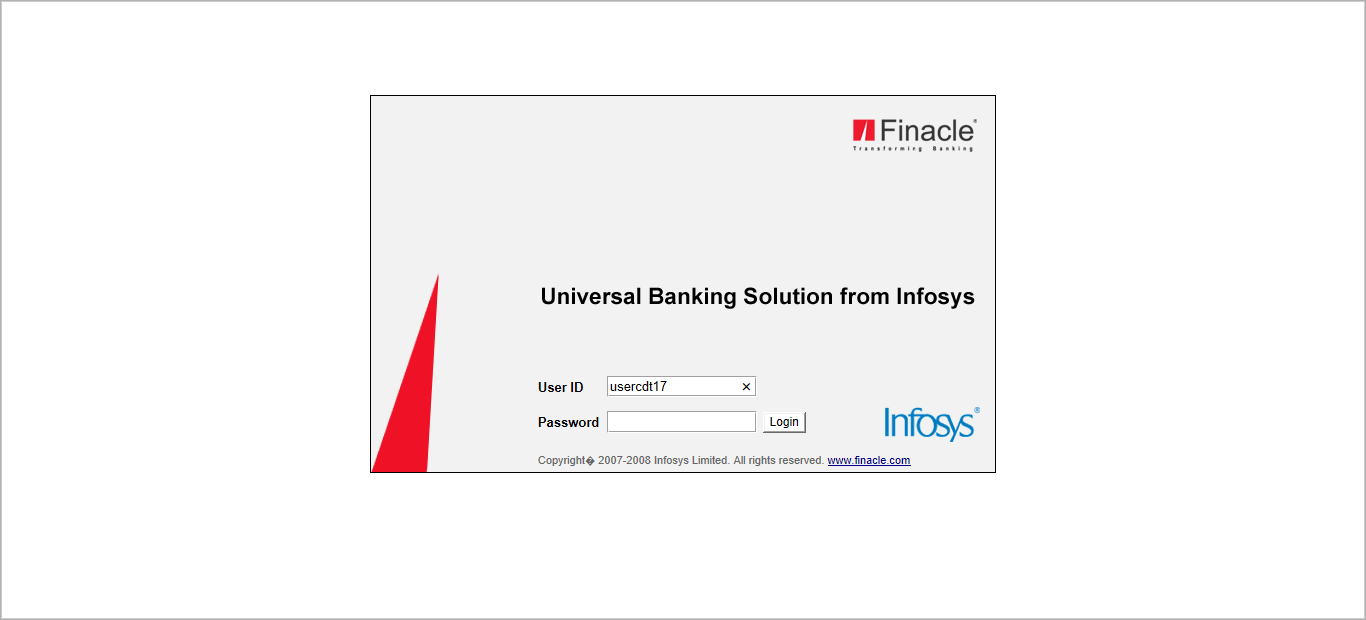 Finacle®
Transforming Banking
Universal Banking Solution from Infosys
User ID usercdt17 ✕
Password Login
Infosys®
Copyright� 2007-2008 Infosys Limited. All rights reserved. www.finacle.com